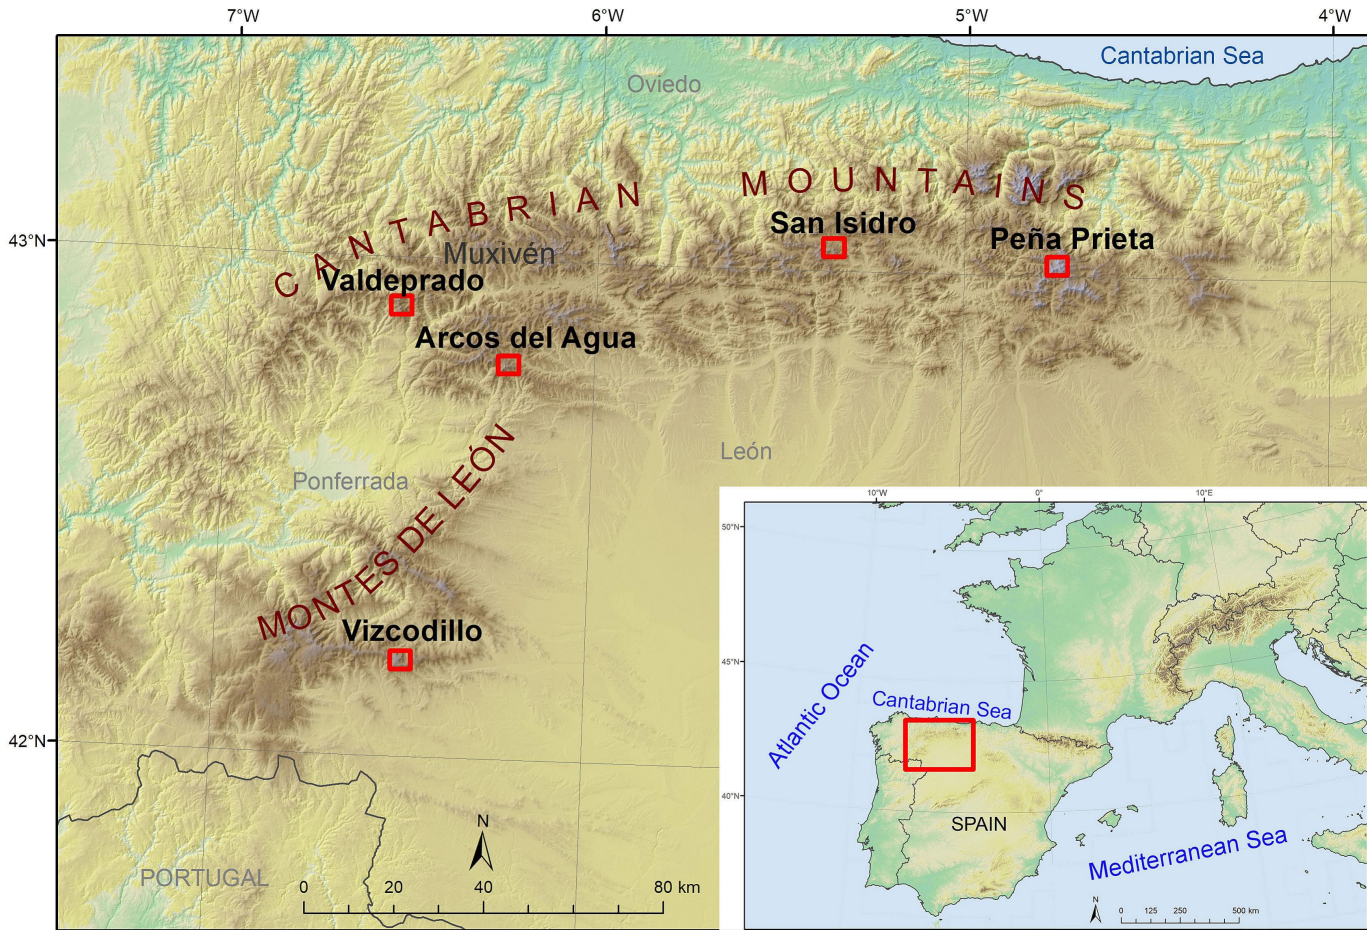 7°W 6°W 5°W 4°W
Cantabrian Sea
Oviedo
CANTABRIAN MOUNTAINS
San Isidro
43°N
Peña Prieta
Muxivén
Valdeprado
Arcos del Agua
MONTES DE LEÓN
León
Ponferrada
Vizcodillo
42°N
PORTUGAL
N
0 20 40 80 km
10°W 0° 10°E
50°N
45°N
40°N
Atlantic Ocean
Cantabrian Sea
SPAIN
Mediterranean Sea
N
0 125 250 500 km